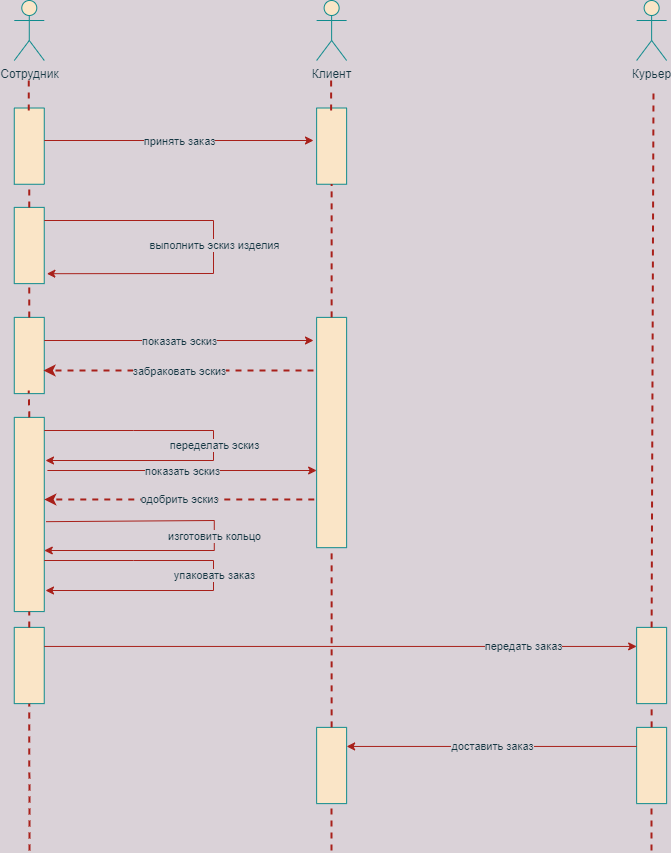 Сотрудник
Клиент
Курьер
принять заказ
выполнить эскиз изделия
показать эскиз
забраковать эскиз
переделать эскиз
показать эскиз
одобрить эскиз
изготовить кольцо
упаковать заказ
передать заказ
доставить заказ